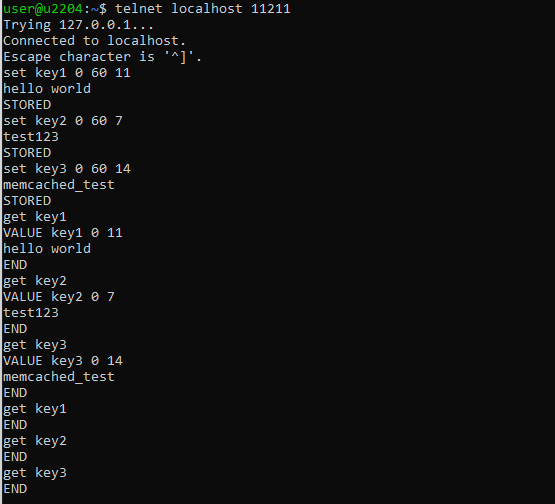 user@u2204:~$ telnet localhost 11211
Trying 127.0.0.1...
Connected to localhost.
Escape character is '^]'.
set key1 0 60 11
hello world
STORED
set key2 0 60 7
test123
STORED
set key3 0 60 14
memcached_test
STORED
get key1
VALUE key1 0 11
hello world
END
get key2
VALUE key2 0 7
test123
END
get key3
VALUE key3 0 14
memcached_test
END
get key1
END
get key2
END
get key3
END